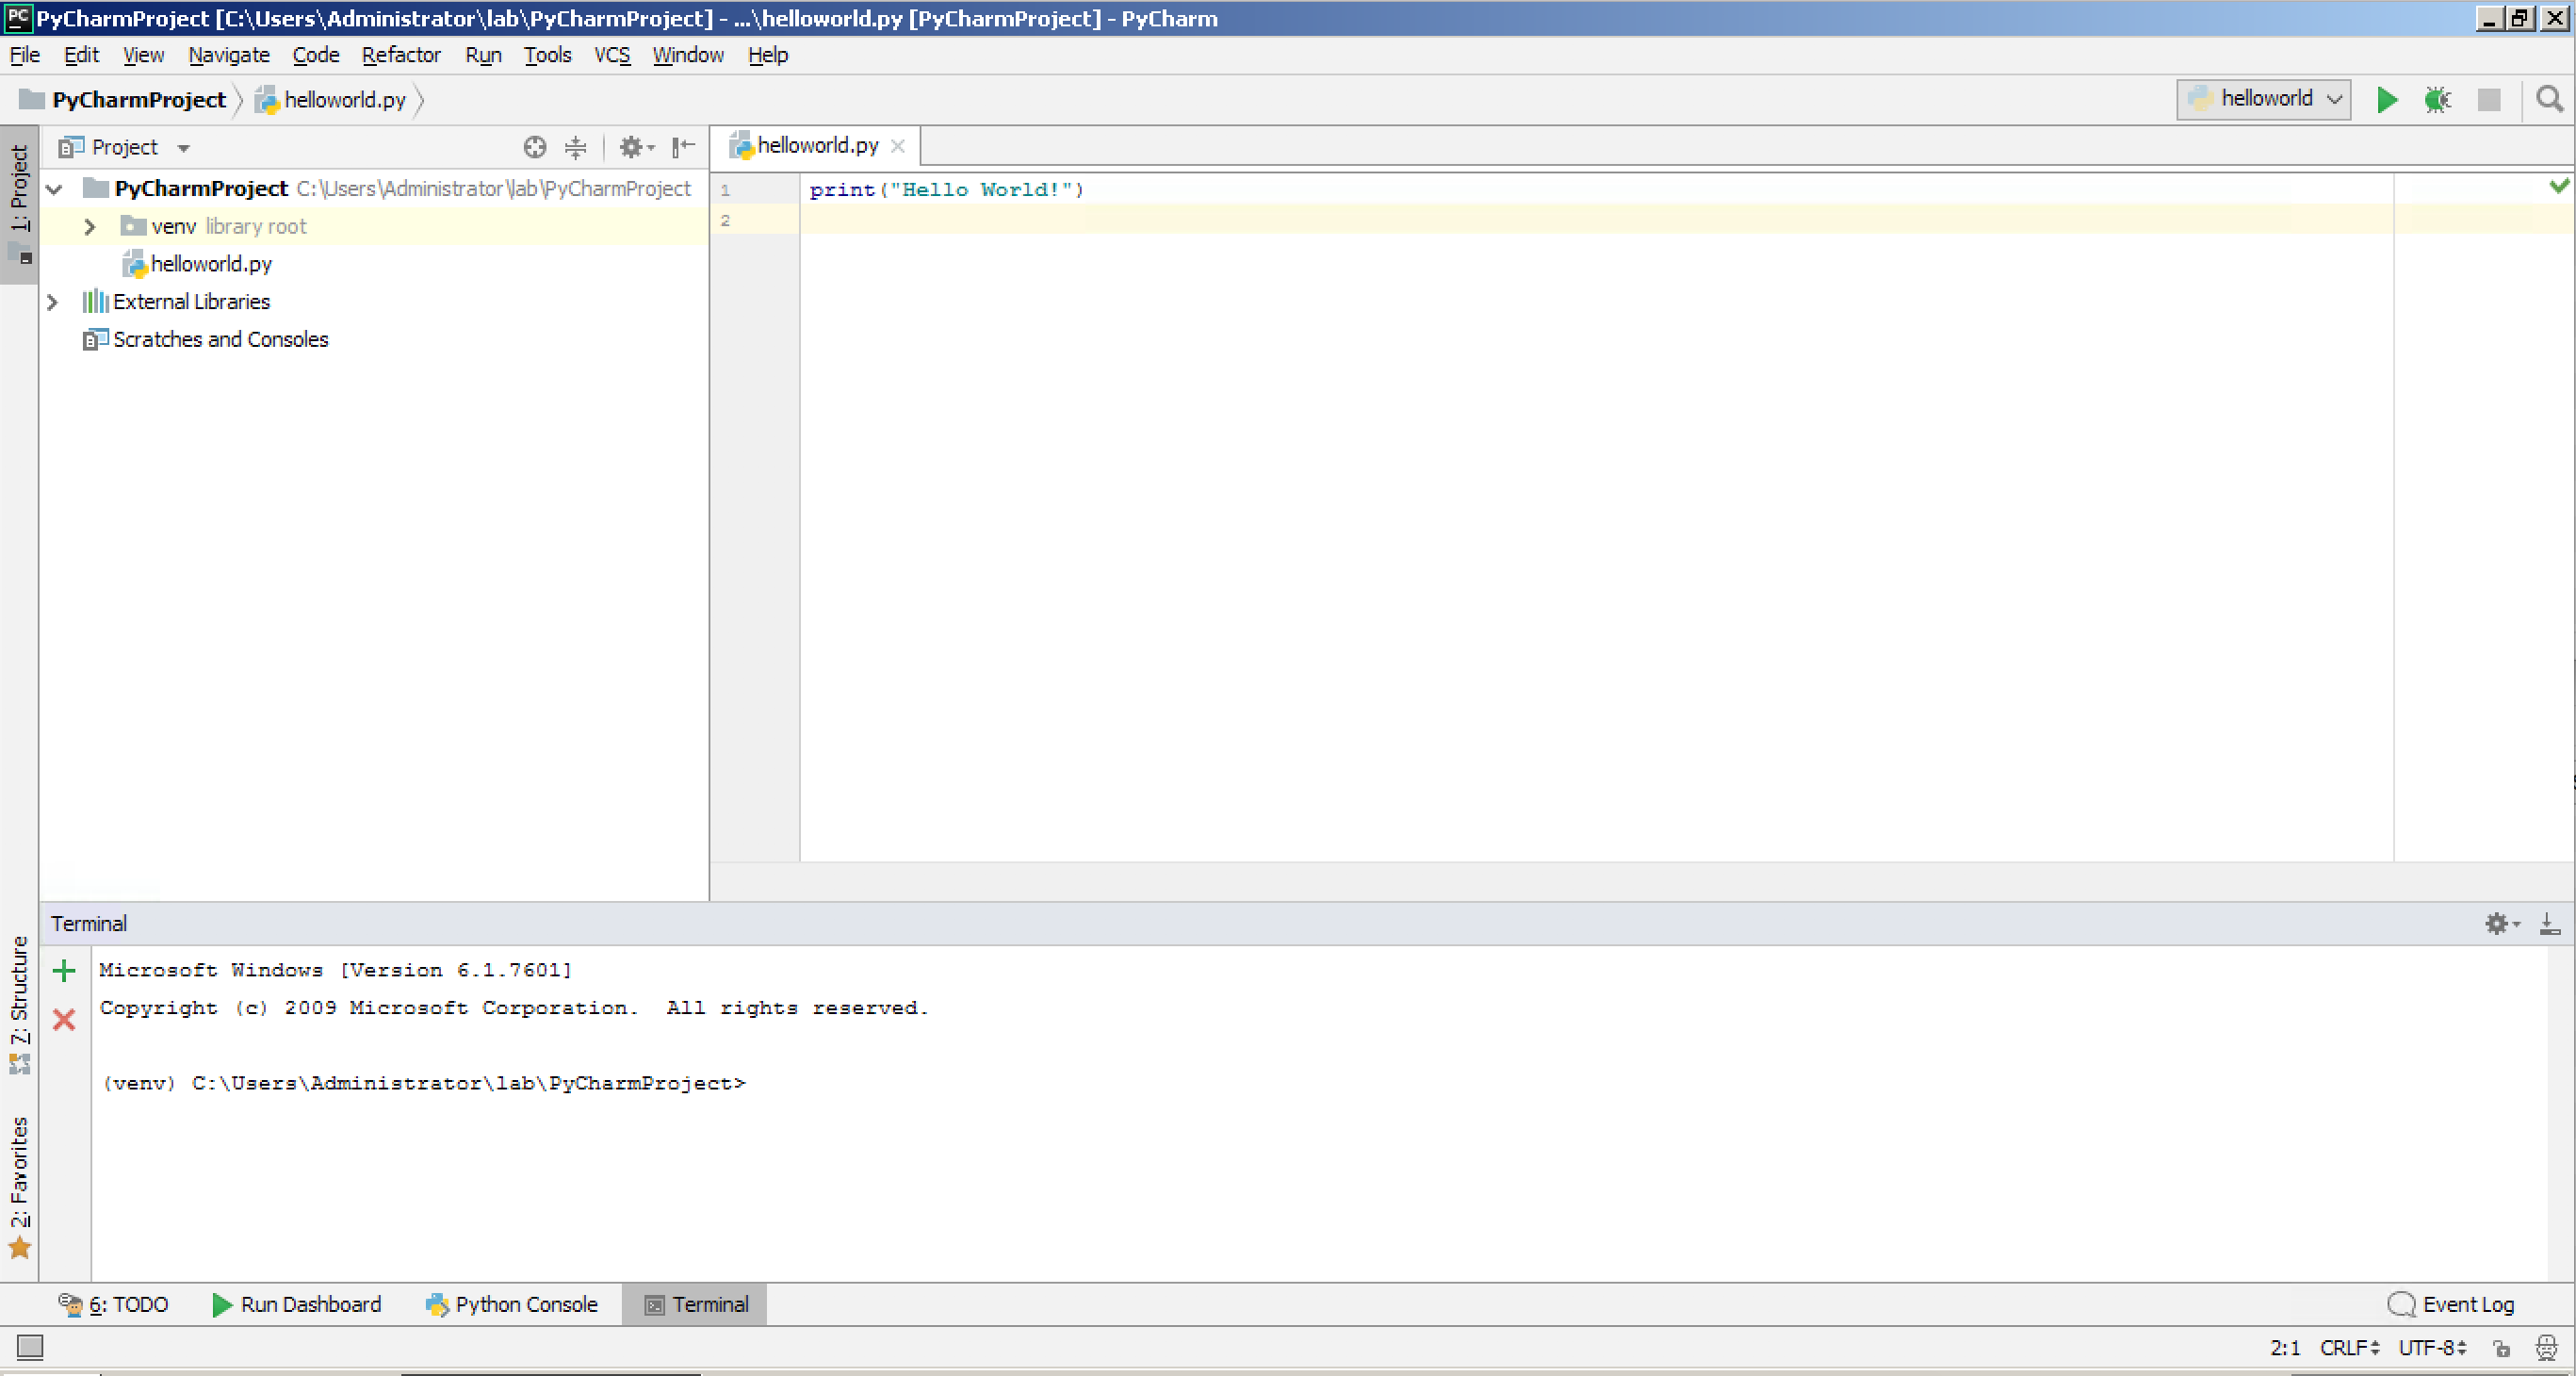 PC PyCharmProject [C:\Users\Administrator\lab\PyCharmProject] - ...\helloworld.py [PyCharmProject] - PyCharm
File Edit View Navigate Code Refactor Run Tools VCS Window Help
PyCharmProject helloworld.py helloworld
1: Project
Project
helloworld.py
PyCharmProject C:\Users\Administrator\lab\PyCharmProject
venv library root
helloworld.py
External Libraries
Scratches and Consoles
1 print("Hello World!")
2
Terminal
Microsoft Windows [Version 6.1.7601]
Copyright (c) 2009 Microsoft Corporation.  All rights reserved.
(venv) C:\Users\Administrator\lab\PyCharmProject>
7: Structure
2: Favorites
6: TODO Run Dashboard Python Console Terminal Event Log
2:1 CRLF UTF-8